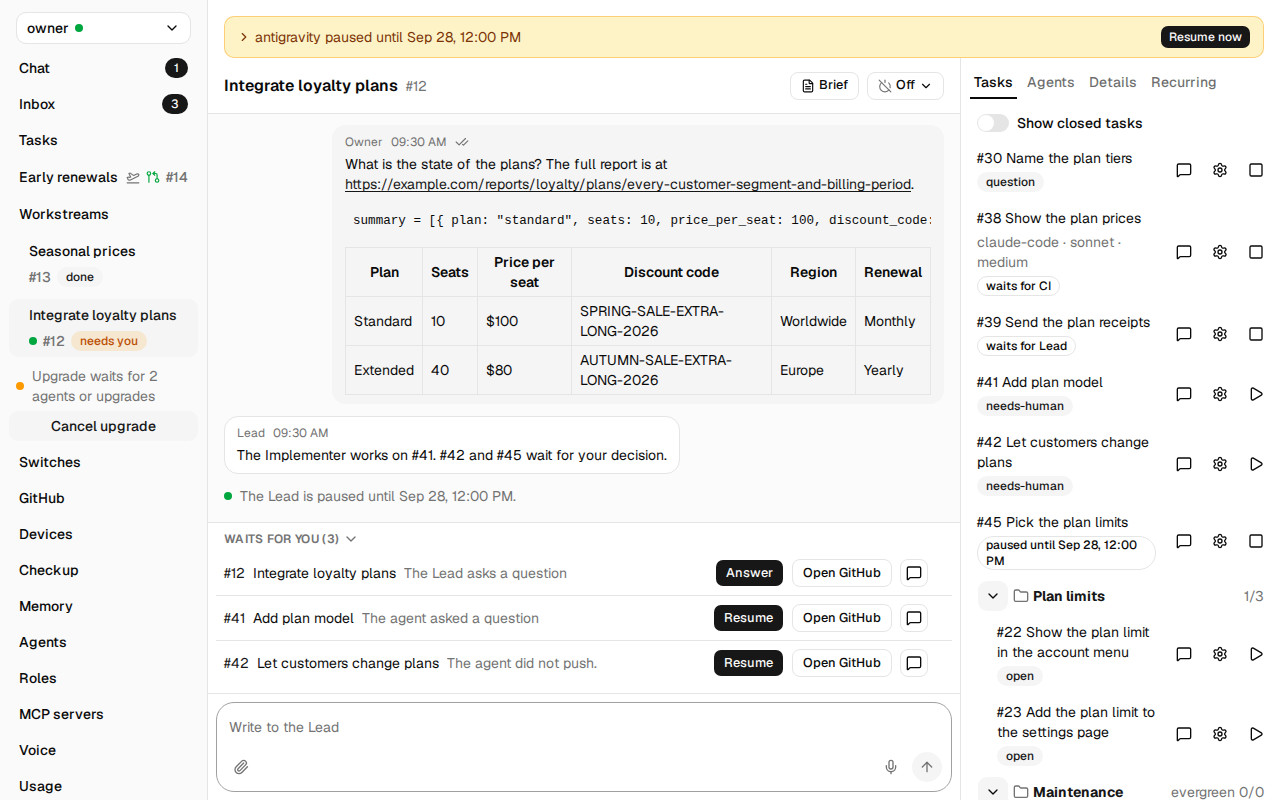 owner
Chat 1
Inbox 3
Tasks
Early renewals #14
Workstreams
Seasonal prices
#13 done
Integrate loyalty plans
#12 needs you
Upgrade waits for 2
agents or upgrades
Cancel upgrade
Switches
GitHub
Devices
Checkup
Memory
Agents
Roles
MCP servers
Voice
Usage
antigravity paused until Sep 28, 12:00 PM
Resume now
Integrate loyalty plans #12
Brief
Off
Owner 09:30 AM
What is the state of the plans? The full report is at
https://example.com/reports/loyalty/plans/every-customer-segment-and-billing-period.
summary = [{ plan: "standard", seats: 10, price_per_seat: 100, discount_code:
Plan Seats Price per seat Discount code Region Renewal
Standard 10 $100 SPRING-SALE-EXTRA-LONG-2026 Worldwide Monthly
Extended 40 $80 AUTUMN-SALE-EXTRA-LONG-2026 Europe Yearly
Lead 09:30 AM
The Implementer works on #41. #42 and #45 wait for your decision.
The Lead is paused until Sep 28, 12:00 PM.
WAITS FOR YOU (3)
#12 Integrate loyalty plans The Lead asks a question Answer Open GitHub
#41 Add plan model The agent asked a question Resume Open GitHub
#42 Let customers change plans The agent did not push. Resume Open GitHub
Write to the Lead
Tasks Agents Details Recurring
Show closed tasks
#30 Name the plan tiers
question
#38 Show the plan prices
claude-code · sonnet ·
medium
waits for CI
#39 Send the plan receipts
waits for Lead
#41 Add plan model
needs-human
#42 Let customers change
plans
needs-human
#45 Pick the plan limits
paused until Sep 28, 12:00
PM
Plan limits 1/3
#22 Show the plan limit
in the account menu
open
#23 Add the plan limit to
the settings page
open
Maintenance evergreen 0/0